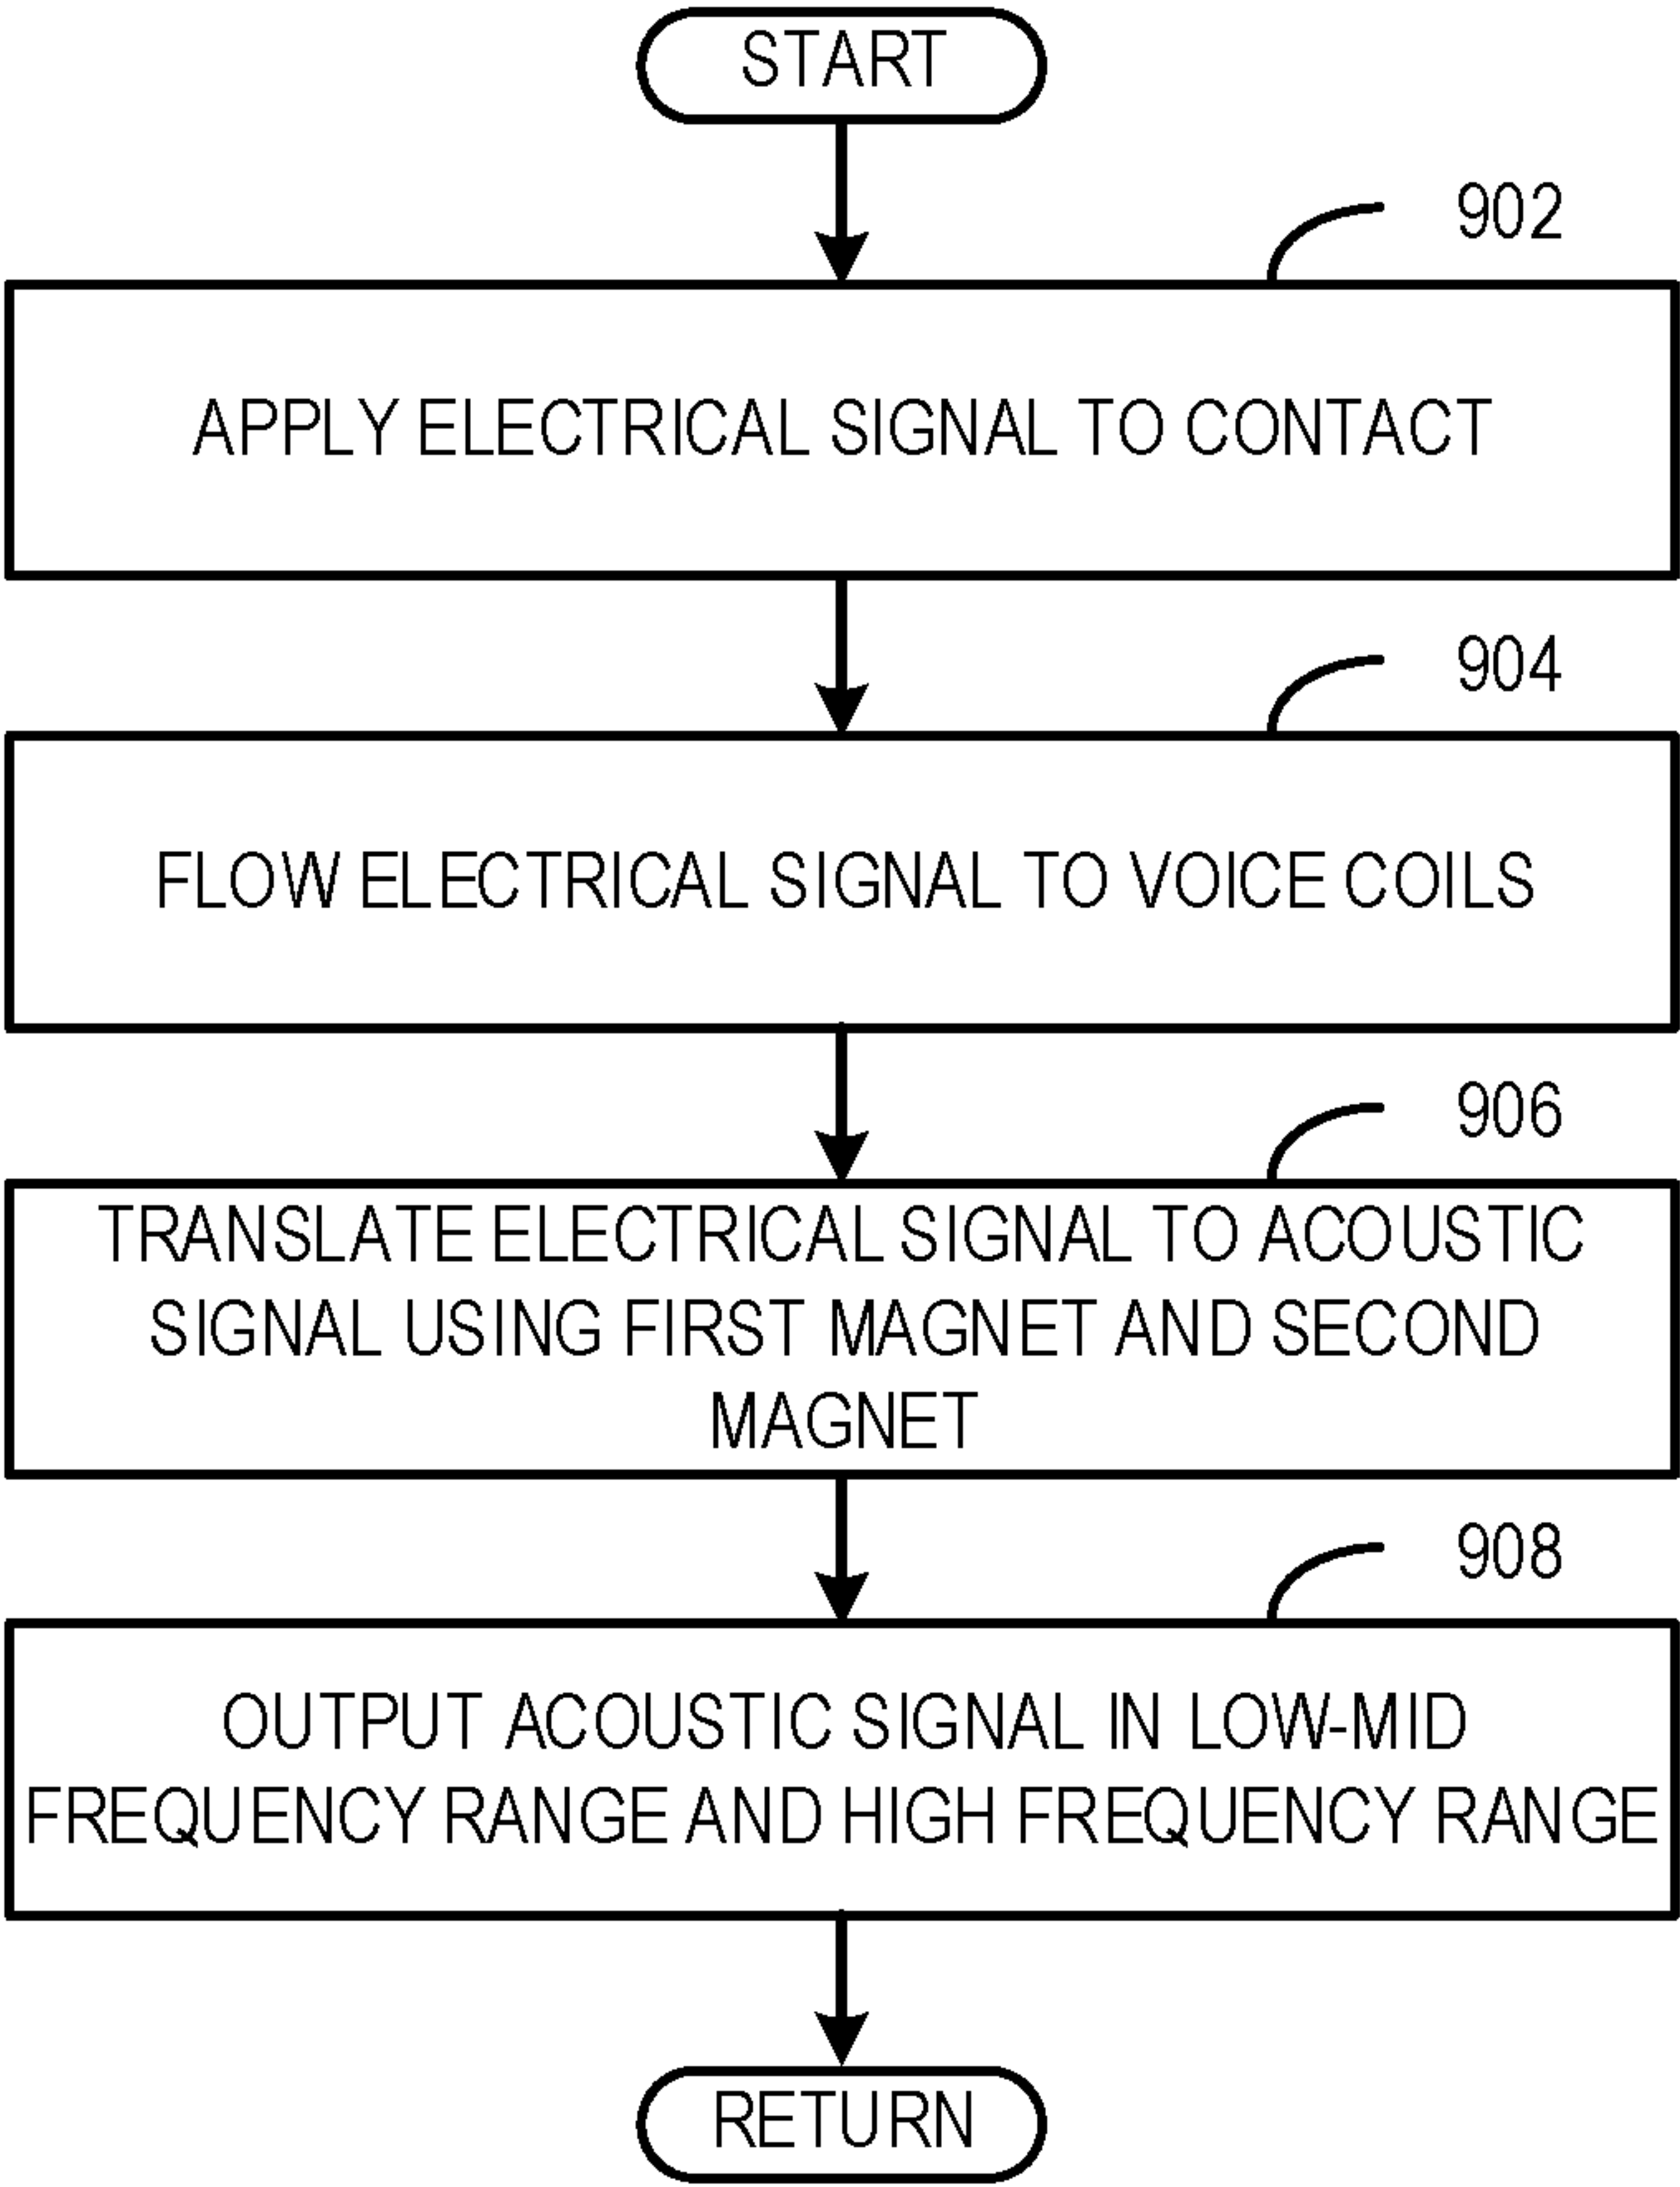 START
902
APPLY ELECTRICAL SIGNAL TO CONTACT
904
FLOW ELECTRICAL SIGNAL TO VOICE COILS
906
TRANSLATE ELECTRICAL SIGNAL TO ACOUSTIC
SIGNAL USING FIRST MAGNET AND SECOND
MAGNET
908
OUTPUT ACOUSTIC SIGNAL IN LOW-MID
FREQUENCY RANGE AND HIGH FREQUENCY RANGE
RETURN